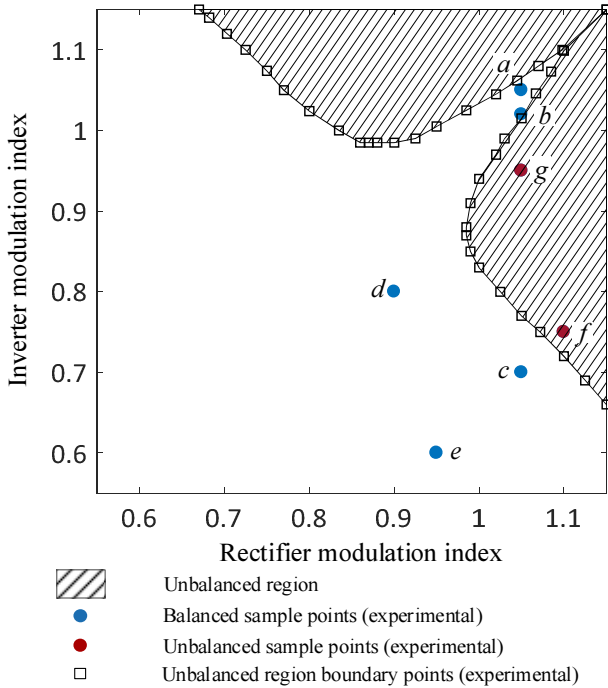 1.1
a
b
1
g
0.9
Inverter modulation index
0.8
d
f
0.7
c
e
0.6
0.6 0.7 0.8 0.9 1 1.1
Rectifier modulation index
Unbalanced region
Balanced sample points (experimental)
Unbalanced sample points (experimental)
Unbalanced region boundary points (experimental)